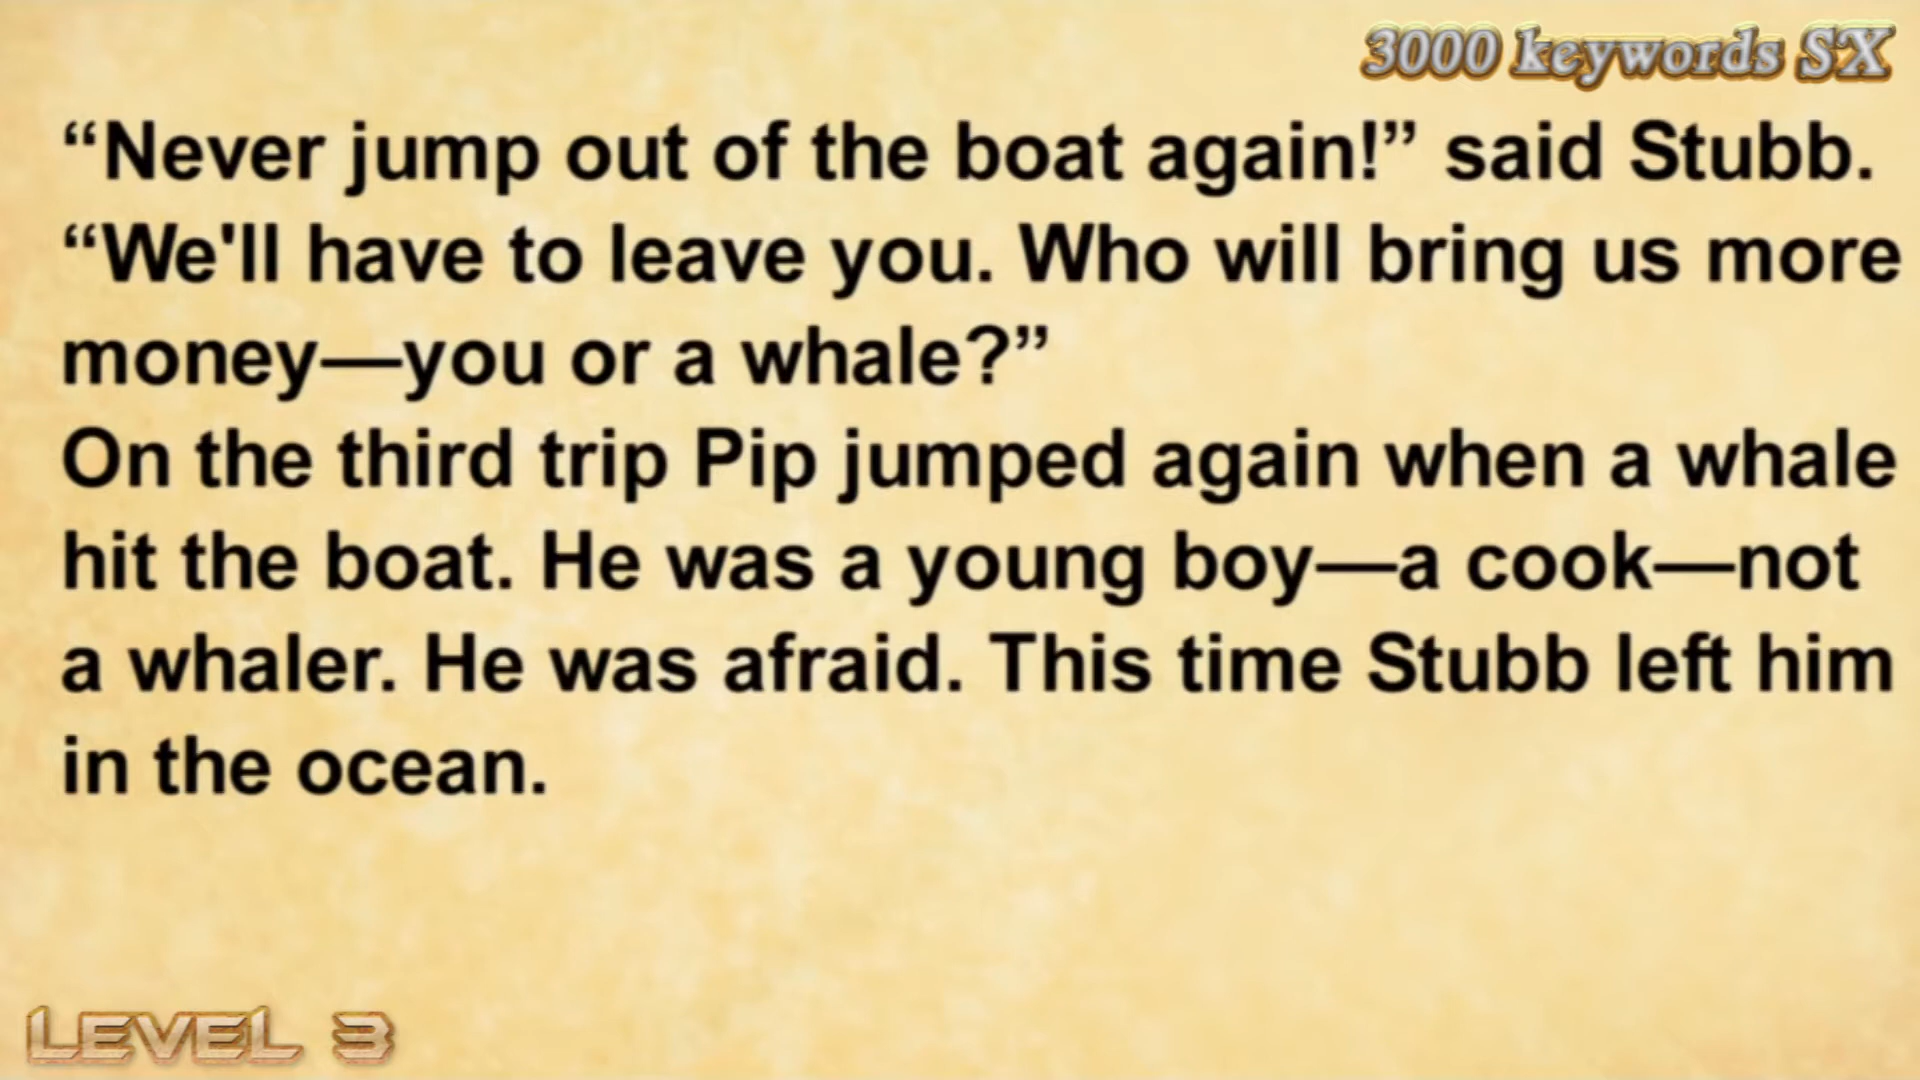 3000 keywords SX
“Never jump out of the boat again!” said Stubb.
“We'll have to leave you. Who will bring us more
money—you or a whale?”
On the third trip Pip jumped again when a whale
hit the boat. He was a young boy—a cook—not
a whaler. He was afraid. This time Stubb left him
in the ocean.
LEVEL 3